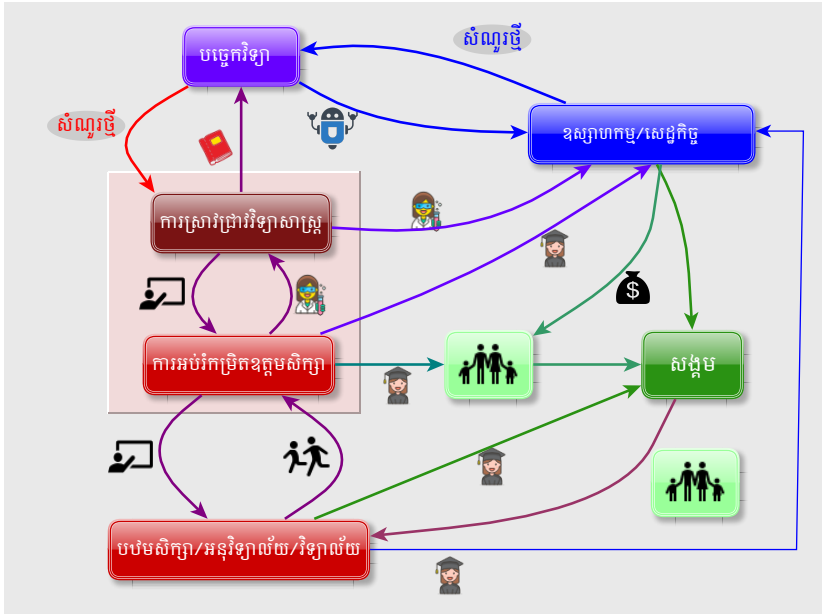 សំណួរថ្មី
បច្ចេកវិទ្យា
សំណួរថ្មី
ឧស្សាហកម្ម/សេដ្ឋកិច្ច
ការស្រាវជ្រាវវិទ្យាសាស្ត្រ
$
ការអប់រំកម្រិតឧត្តមសិក្សា
សង្គម
បឋមសិក្សា/អនុវិទ្យាល័យ/វិទ្យាល័យ